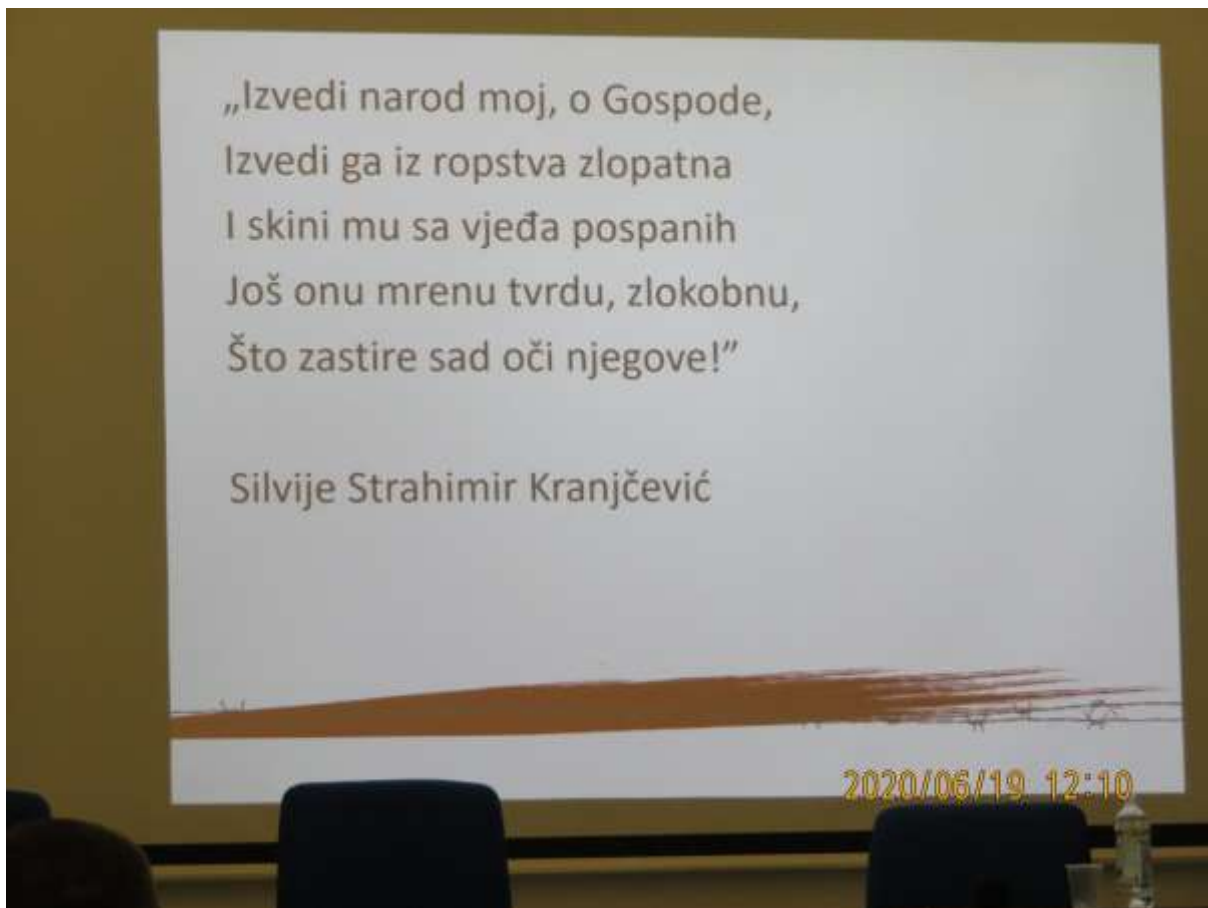 „Izvedi narod moj, o Gospode,
Izvedi ga iz ropstva zlopatna
I skini mu sa vjeđa pospanih
Još onu mrenu tvrdu, zlokobnu,
Što zastire sad oči njegove!”
Silvije Strahimir Kranjčević
2020/06/19 12:10